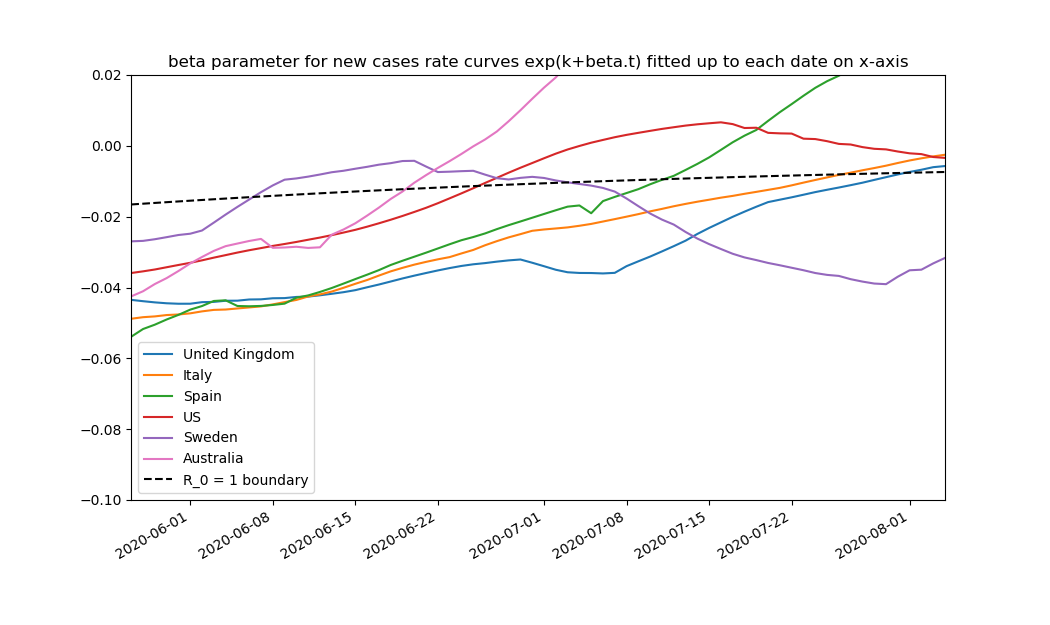 beta parameter for new cases rate curves exp(k+beta.t) fitted up to each date on x-axis
0.02
0.00
−0.02
−0.04
−0.06
−0.08
−0.10
United Kingdom
Italy
Spain
US
Sweden
Australia
R_0 = 1 boundary
2020-06-01
2020-06-08
2020-06-15
2020-06-22
2020-07-01
2020-07-08
2020-07-15
2020-07-22
2020-08-01